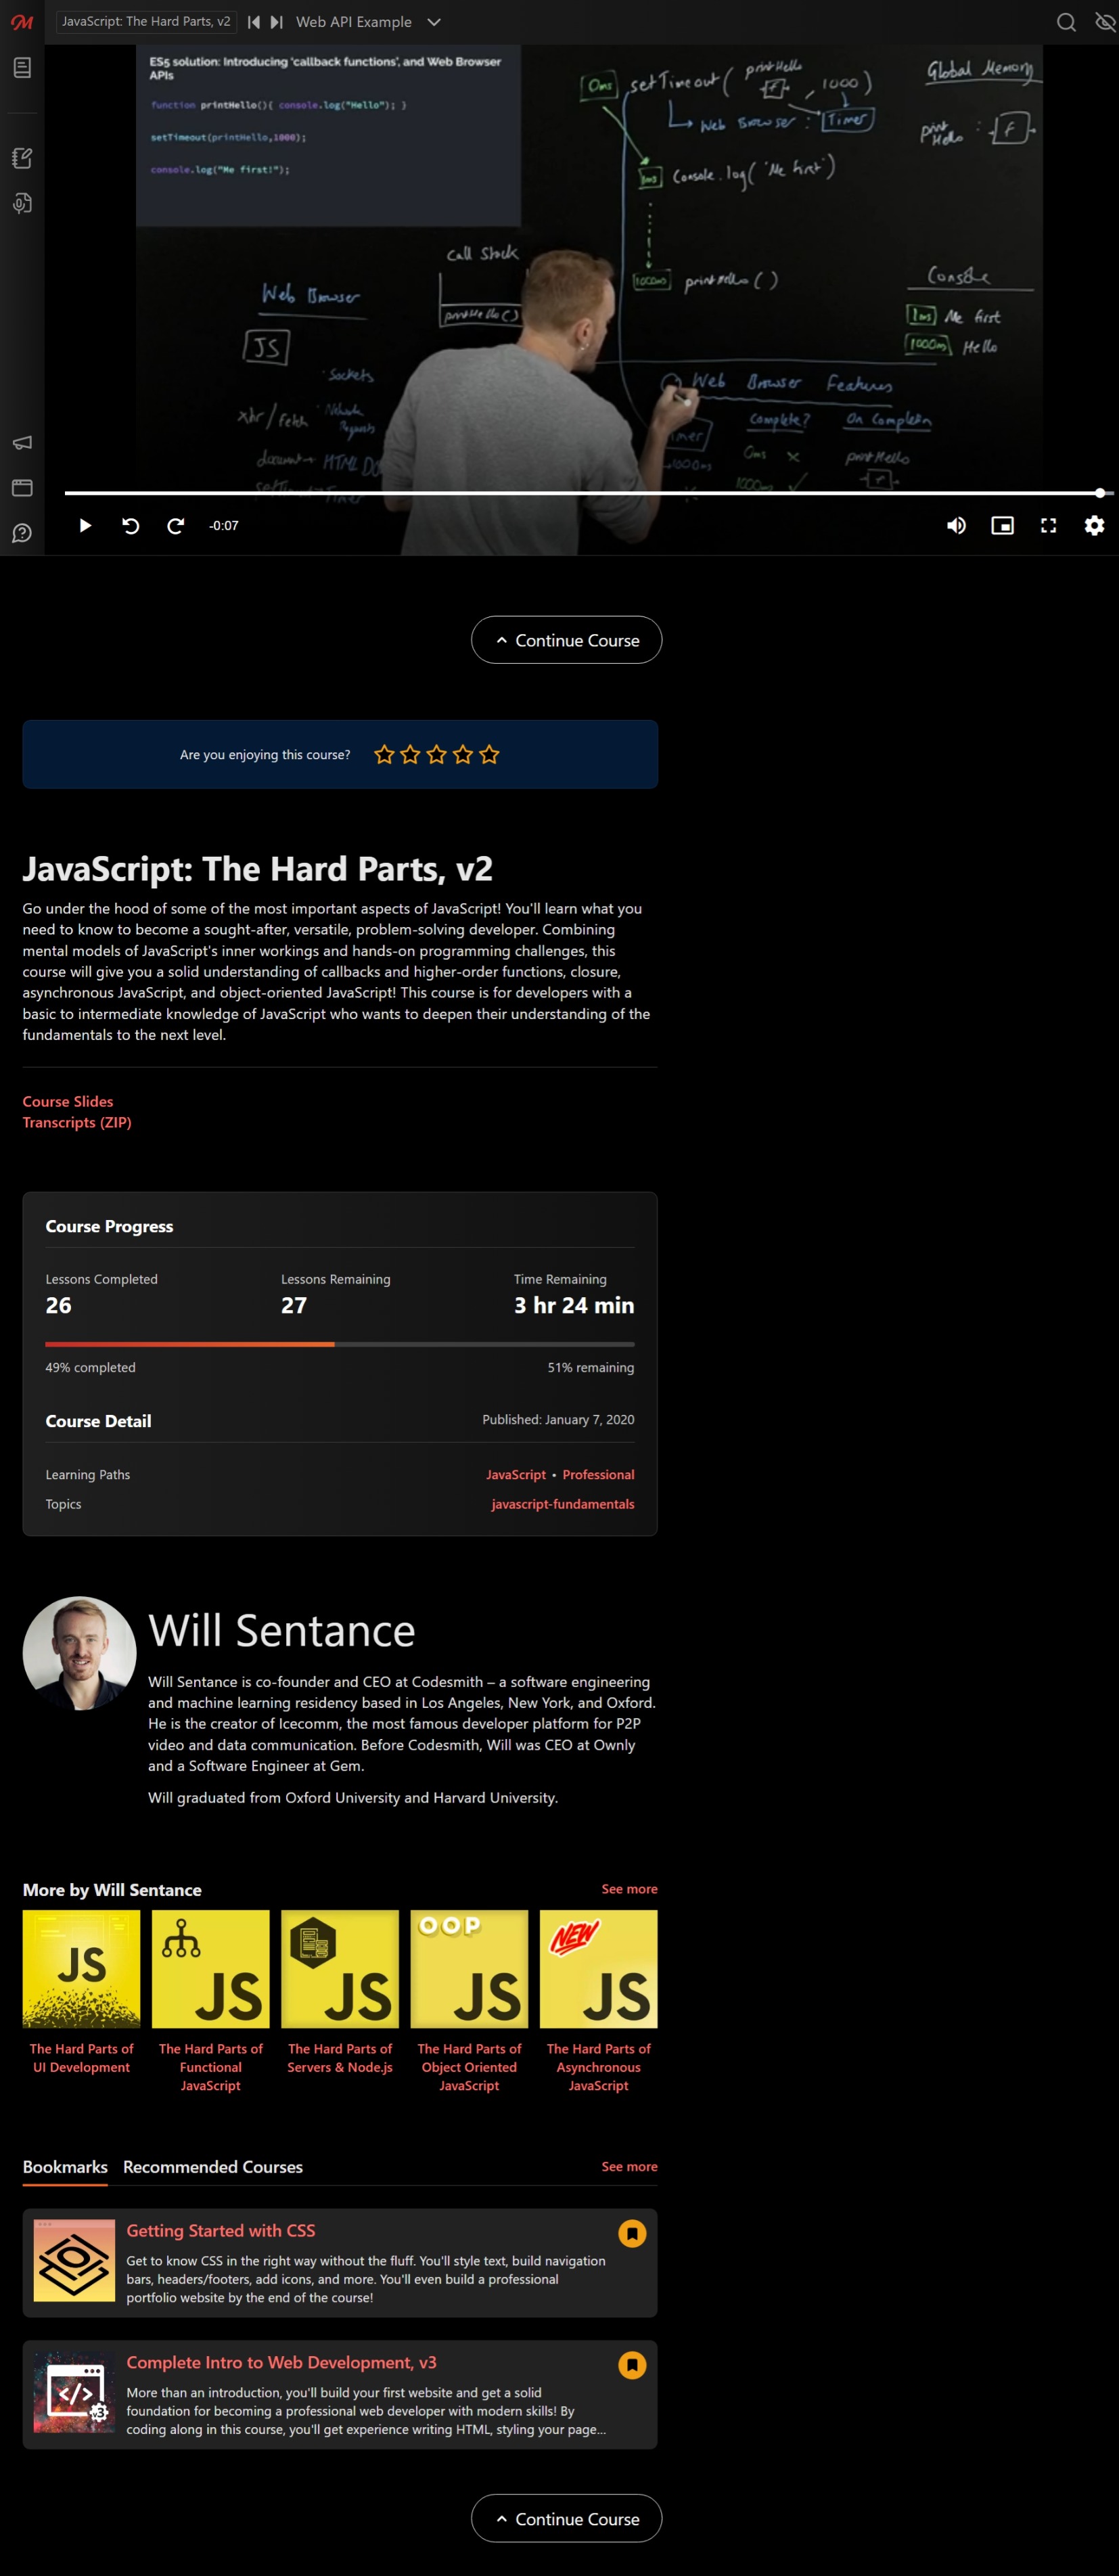 JavaScript: The Hard Parts, v2
Web API Example
ES5 solution: Introducing 'callback functions', and Web Browser
APIs
function printHello(){ console.log("Hello"); }
setTimeout(printHello,1000);
console.log("Me first!");
0ms setTimeout( printHello f , 1000 )
Web Browser : Timer
1ms Console.log( 'Me first' )
1000ms printHello ( )
Global Memory
print Hello : f
Console
1ms Me first
1000ms Hello
Call Stack
printHello ( )
Web Browser
JS
Sockets
xhr / fetch Network Requests
document HTML DO
setTimeout Timer
Web Browser Features
Complete? On Completion
0ms × printHello
1000ms ✓ f
-0:07
Continue Course
Are you enjoying this course?
JavaScript: The Hard Parts, v2
Go under the hood of some of the most important aspects of JavaScript! You'll learn what you
need to know to become a sought-after, versatile, problem-solving developer. Combining
mental models of JavaScript's inner workings and hands-on programming challenges, this
course will give you a solid understanding of callbacks and higher-order functions, closure,
asynchronous JavaScript, and object-oriented JavaScript! This course is for developers with a
basic to intermediate knowledge of JavaScript who wants to deepen their understanding of the
fundamentals to the next level.
Course Slides
Transcripts (ZIP)
Course Progress
Lessons Completed
26
Lessons Remaining
27
Time Remaining
3 hr 24 min
49% completed
51% remaining
Course Detail
Published: January 7, 2020
Learning Paths
JavaScript • Professional
Topics
javascript-fundamentals
Will Sentance
Will Sentance is co-founder and CEO at Codesmith – a software engineering
and machine learning residency based in Los Angeles, New York, and Oxford.
He is the creator of Icecomm, the most famous developer platform for P2P
video and data communication. Before Codesmith, Will was CEO at Ownly
and a Software Engineer at Gem.
Will graduated from Oxford University and Harvard University.
More by Will Sentance
See more
JS
The Hard Parts of
UI Development
JS
The Hard Parts of
Functional
JavaScript
JS
The Hard Parts of
Servers & Node.js
OOP
JS
The Hard Parts of
Object Oriented
JavaScript
NEW
JS
The Hard Parts of
Asynchronous
JavaScript
Bookmarks
Recommended Courses
See more
Getting Started with CSS
Get to know CSS in the right way without the fluff. You'll style text, build navigation
bars, headers/footers, add icons, and more. You'll even build a professional
portfolio website by the end of the course!
</>
v3
Complete Intro to Web Development, v3
More than an introduction, you'll build your first website and get a solid
foundation for becoming a professional web developer with modern skills! By
coding along in this course, you'll get experience writing HTML, styling your page...
Continue Course